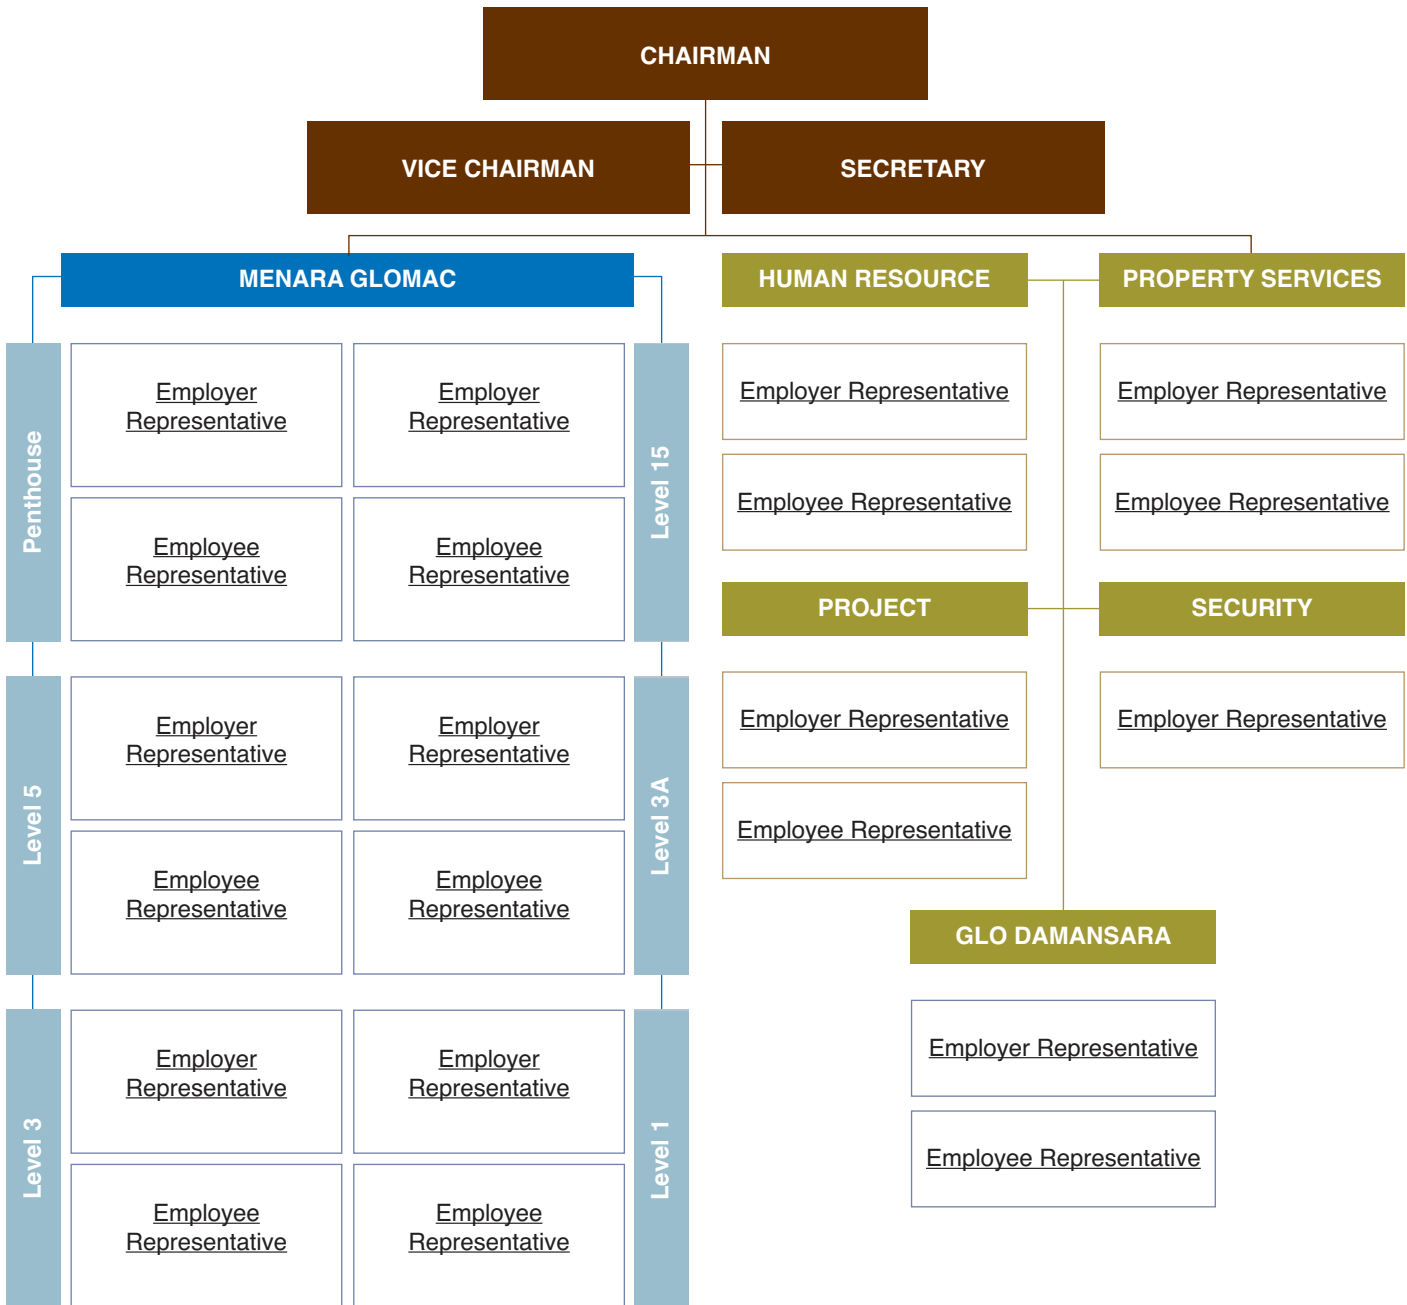 CHAIRMAN
VICE CHAIRMAN
SECRETARY
MENARA GLOMAC
Penthouse
Employer
Representative
Employee
Representative
Employer
Representative
Employee
Representative
Level 15
Level 5
Employer
Representative
Employee
Representative
Employer
Representative
Employee
Representative
Level 3A
Level 3
Employer
Representative
Employee
Representative
Employer
Representative
Employee
Representative
Level 1
HUMAN RESOURCE
Employer Representative
Employee Representative
PROPERTY SERVICES
Employer Representative
Employee Representative
PROJECT
Employer Representative
Employee Representative
SECURITY
Employer Representative
GLO DAMANSARA
Employer Representative
Employee Representative